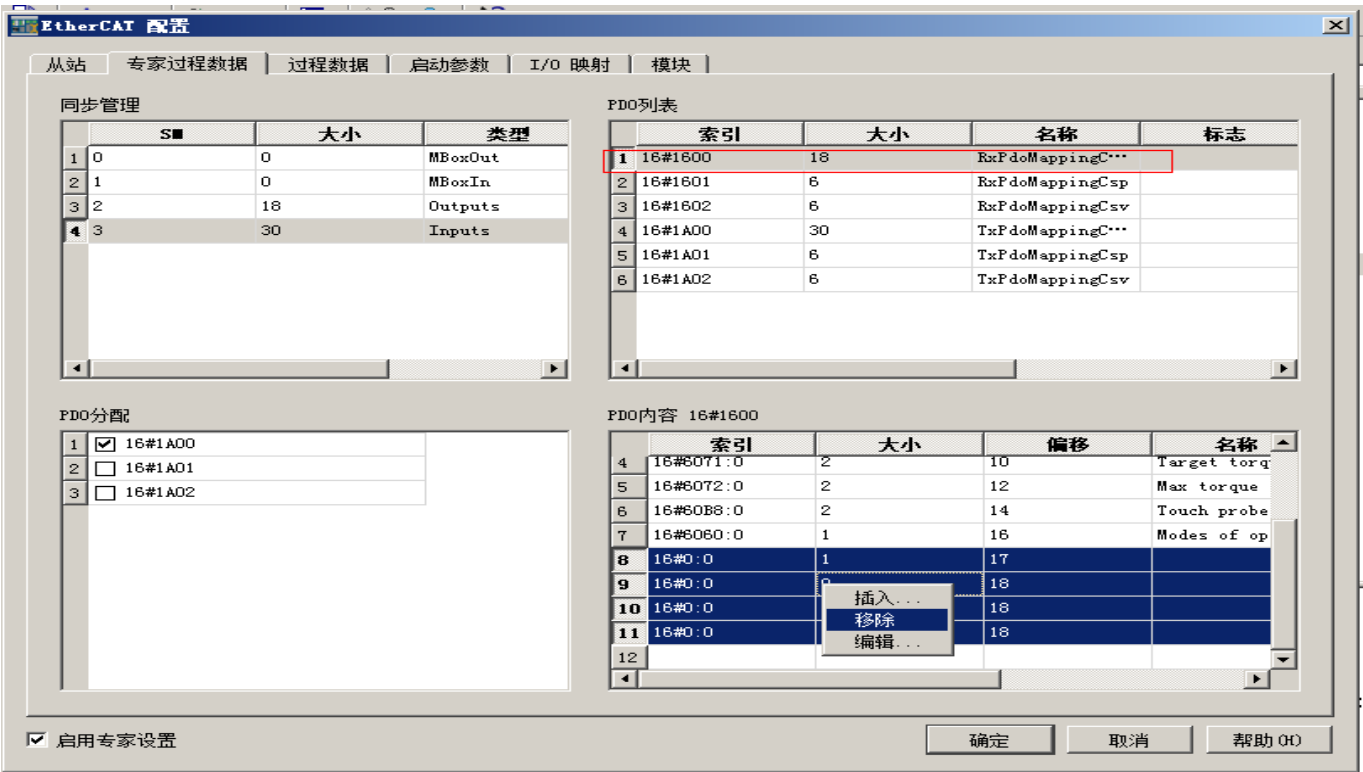 EtherCAT 配置
从站 专家过程数据 过程数据 启动参数 I/O 映射 模块
同步管理
SM 大小 类型
1 0 0 MBoxOut
2 1 0 MBoxIn
3 2 18 Outputs
4 3 30 Inputs
PDO列表
索引 大小 名称 标志
1 16#1600 18 RxPdoMappingC···
2 16#1601 6 RxPdoMappingCsp
3 16#1602 6 RxPdoMappingCsv
4 16#1A00 30 TxPdoMappingC···
5 16#1A01 6 TxPdoMappingCsp
6 16#1A02 6 TxPdoMappingCsv
PDO分配
1 16#1A00
2 16#1A01
3 16#1A02
PDO内容 16#1600
索引 大小 偏移 名称
4 16#6071:0 2 10 Target torq
5 16#6072:0 2 12 Max torque
6 16#60B8:0 2 14 Touch probe
7 16#6060:0 1 16 Modes of op
8 16#0:0 1 17
9 16#0:0 18
10 16#0:0 18
11 16#0:0 18
12
插入...
移除
编辑...
启用专家设置
确定 取消 帮助(H)